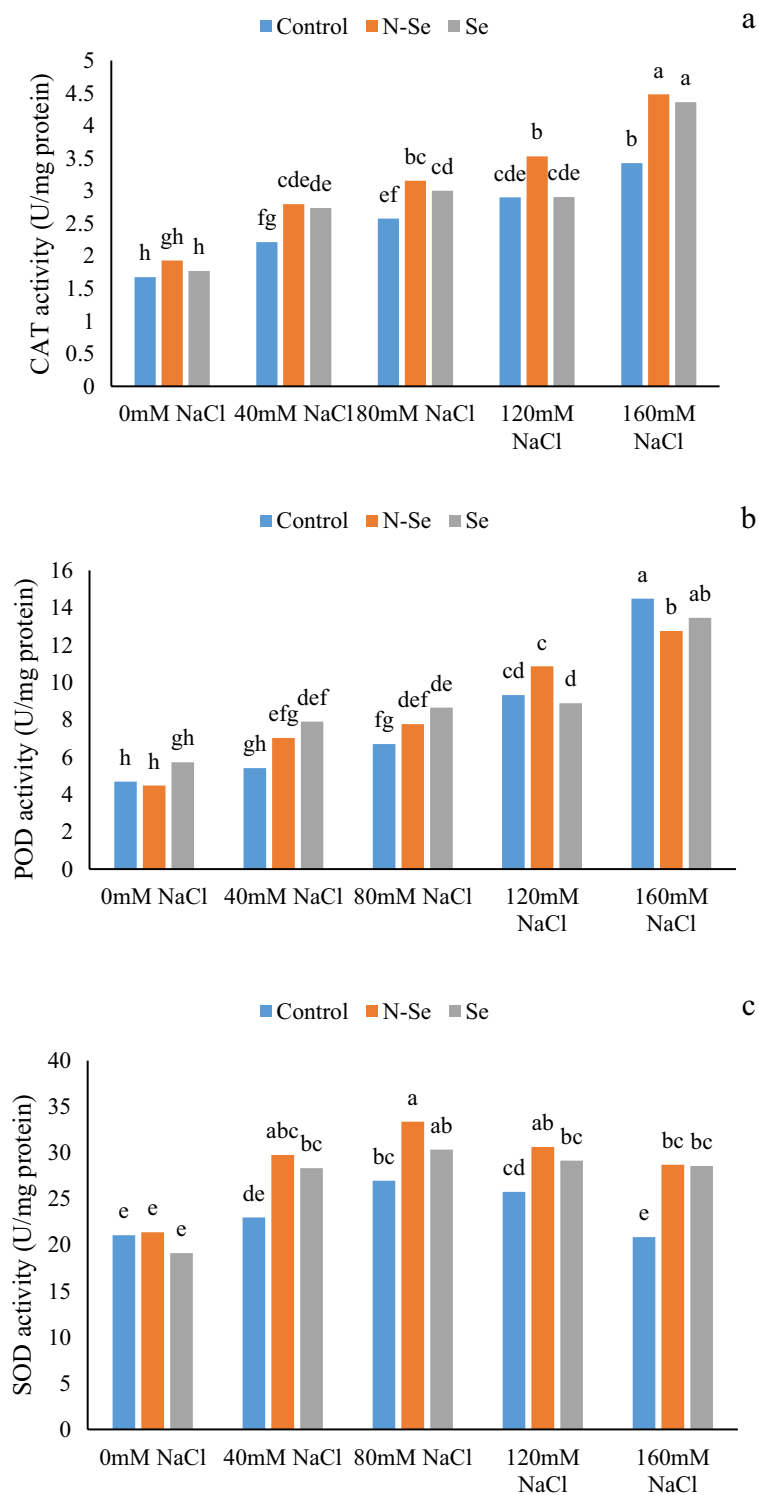 a
Control N-Se Se
CAT activity (U/mg protein)
5
4.5
4
3.5
3
2.5
2
1.5
1
0.5
0
h gh h
fg cde de
ef bc cd
cde b cde
b a a
0mM NaCl 40mM NaCl 80mM NaCl 120mM NaCl 160mM NaCl
b
Control N-Se Se
POD activity (U/mg protein)
16
14
12
10
8
6
4
2
0
h h gh
gh efg def
fg def de
cd c d
a b ab
0mM NaCl 40mM NaCl 80mM NaCl 120mM NaCl 160mM NaCl
c
Control N-Se Se
SOD activity (U/mg protein)
40
35
30
25
20
15
10
5
0
e e e
de abc bc
bc a ab
cd ab bc
e bc bc
0mM NaCl 40mM NaCl 80mM NaCl 120mM NaCl 160mM NaCl